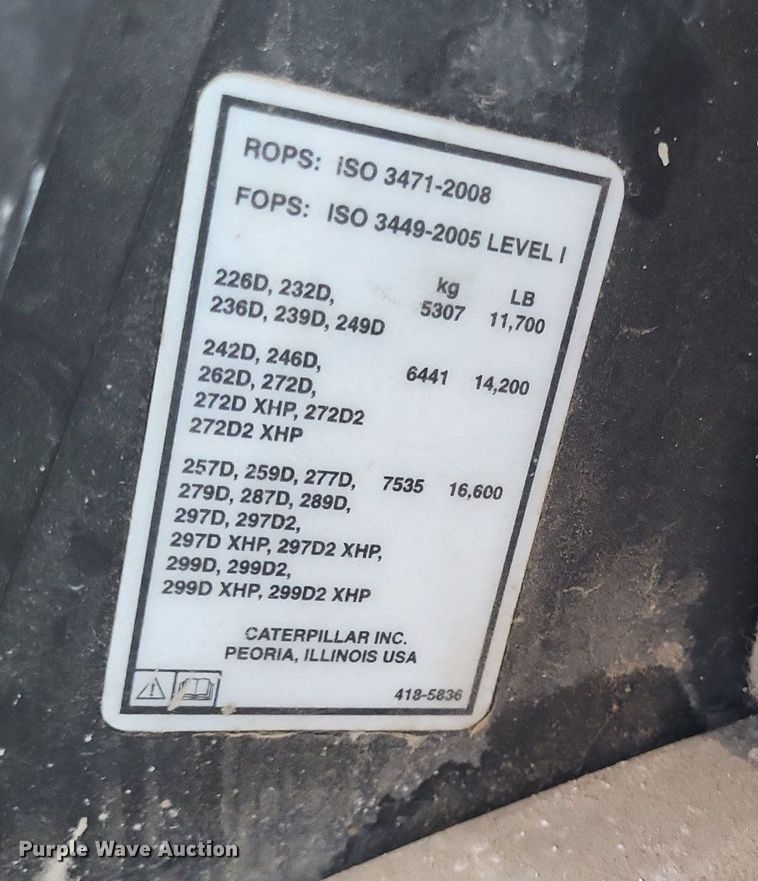 ROPS: ISO 3471-2008
FOPS: ISO 3449-2005 LEVEL I
kg LB
226D, 232D, 5307 11,700
236D, 239D, 249D
242D, 246D, 6441 14,200
262D, 272D,
272D XHP, 272D2
272D2 XHP
257D, 259D, 277D, 7535 16,600
279D, 287D, 289D,
297D, 297D2,
297D XHP, 297D2 XHP,
299D, 299D2,
299D XHP, 299D2 XHP
CATERPILLAR INC.
PEORIA, ILLINOIS USA
418-5836
Purple Wave Auction